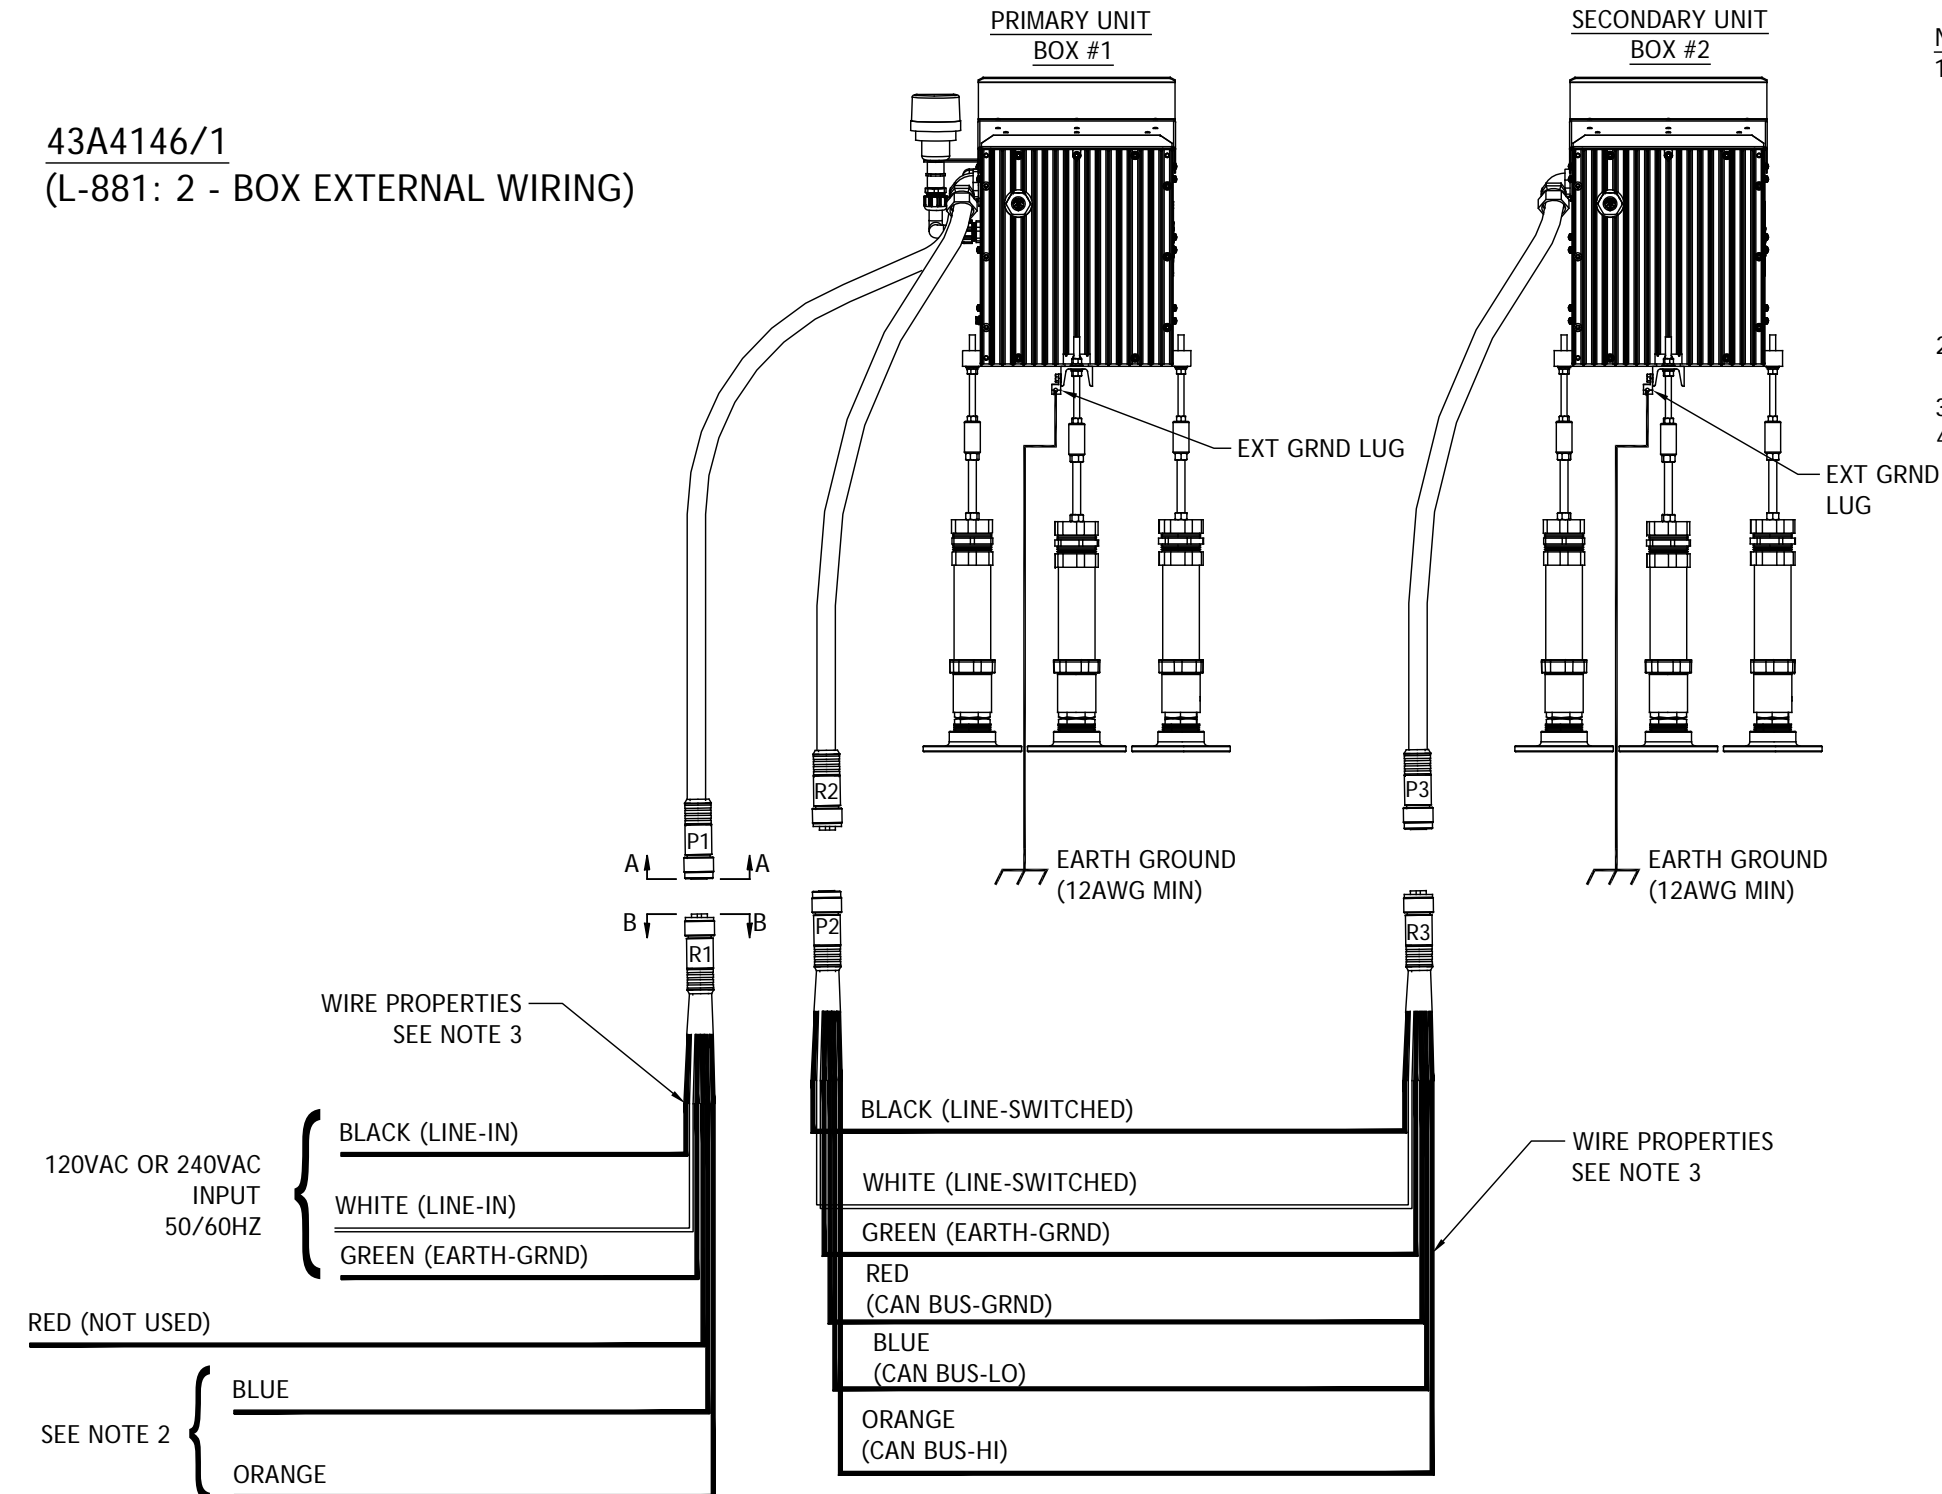 PRIMARY UNIT
BOX #1
SECONDARY UNIT
BOX #2
43A4146/1
(L-881: 2 - BOX EXTERNAL WIRING)
1
2
3
4
EXT GRND LUG
EXT GRND
LUG
R2
P3
P1
A
A
EARTH GROUND
(12AWG MIN)
EARTH GROUND
(12AWG MIN)
B
B
R1
P2
R3
WIRE PROPERTIES
SEE NOTE 3
120VAC OR 240VAC
INPUT
50/60HZ
BLACK (LINE-IN)
WHITE (LINE-IN)
GREEN (EARTH-GRND)
RED (NOT USED)
SEE NOTE 2
BLUE
ORANGE
BLACK (LINE-SWITCHED)
WHITE (LINE-SWITCHED)
GREEN (EARTH-GRND)
RED
(CAN BUS-GRND)
BLUE
(CAN BUS-LO)
ORANGE
(CAN BUS-HI)
WIRE PROPERTIES
SEE NOTE 3